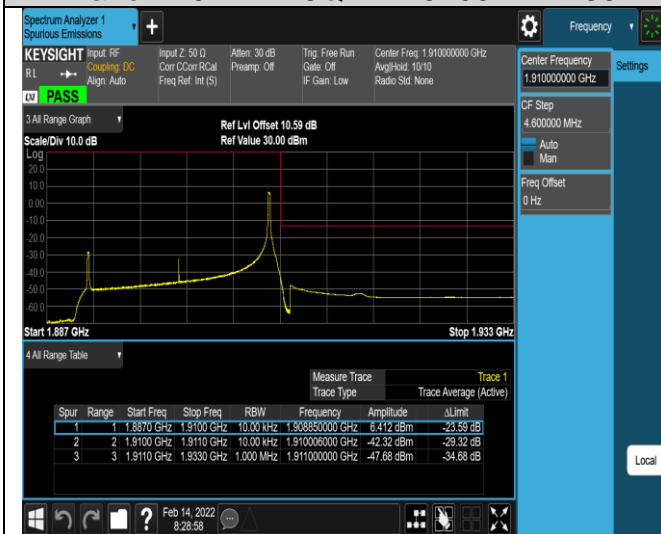 Spectrum Analyzer 1
Spurious Emissions
Frequency
KEYSIGHT
RL
LXI
PASS
Input: RF
Coupling: DC
Align: Auto
Input Z: 50 Ω
Corr CCorr RCal
Freq Ref: Int (S)
Atten: 30 dB
Preamp: Off
Trig: Free Run
Gate: Off
IF Gain: Low
Center Freq: 1.910000000 GHz
Avg|Hold: 10/10
Radio Std: None
Center Frequency
1.910000000 GHz
Settings
CF Step
4.600000 MHz
Auto
Man
Freq Offset
0 Hz
3 All Range Graph
Scale/Div 10.0 dB
Ref Lvl Offset 10.59 dB
Ref Value 30.00 dBm
Log
20.0
10.0
0.00
-10.0
-20.0
-30.0
-40.0
-50.0
-60.0
Start 1.887 GHz
Stop 1.933 GHz
4 All Range Table
Measure Trace Trace 1
Trace Type Trace Average (Active)
Spur Range Start Freq Stop Freq RBW Frequency Amplitude ΔLimit
1 1 1.8870 GHz 1.9100 GHz 10.00 kHz 1.908850000 GHz 6.412 dBm -23.59 dB
2 2 1.9100 GHz 1.9110 GHz 10.00 kHz 1.910006000 GHz -42.32 dBm -29.32 dB
3 3 1.9110 GHz 1.9330 GHz 1.000 MHz 1.911000000 GHz -47.68 dBm -34.68 dB
Local
?
Feb 14, 2022
8:28:58